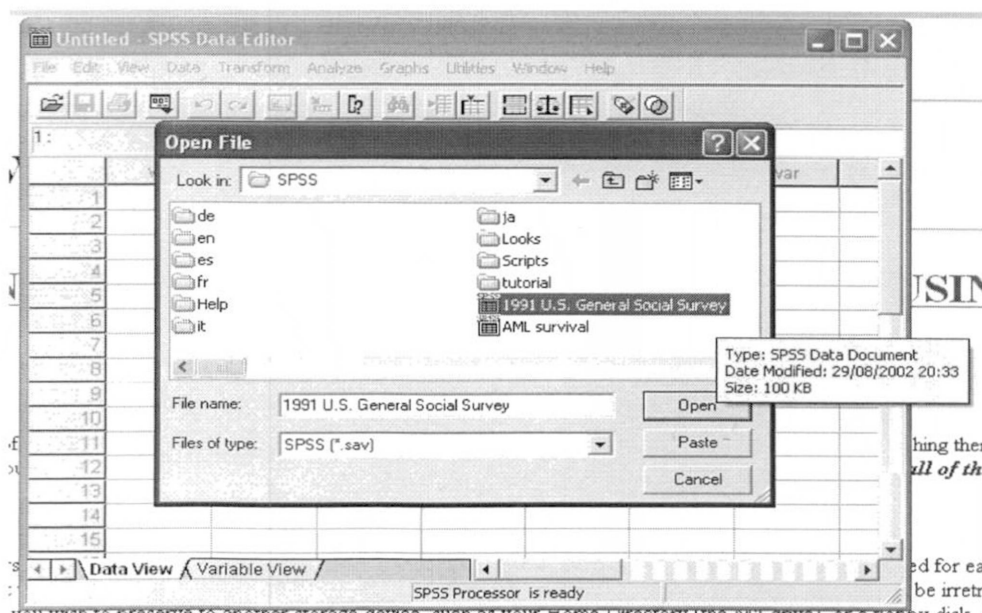 Untitled - SPSS Data Editor
File Edit View Data Transform Analyze Graphs Utilities Window Help
1:
Open File
Look in: SPSS
var
1
2
3
4
5
6
7
8
9
10
11
12
13
14
15
de
en
es
fr
Help
it
ja
Looks
Scripts
tutorial
1991 U.S. General Social Survey
AML survival
Type: SPSS Data Document
Date Modified: 29/08/2002 20:33
Size: 100 KB
File name: 1991 U.S. General Social Survey
Open
Files of type: SPSS (*.sav)
Paste
Cancel
Data View Variable View
SPSS Processor is ready
USIN
hing ther
all of th
ed for ea
be irretr